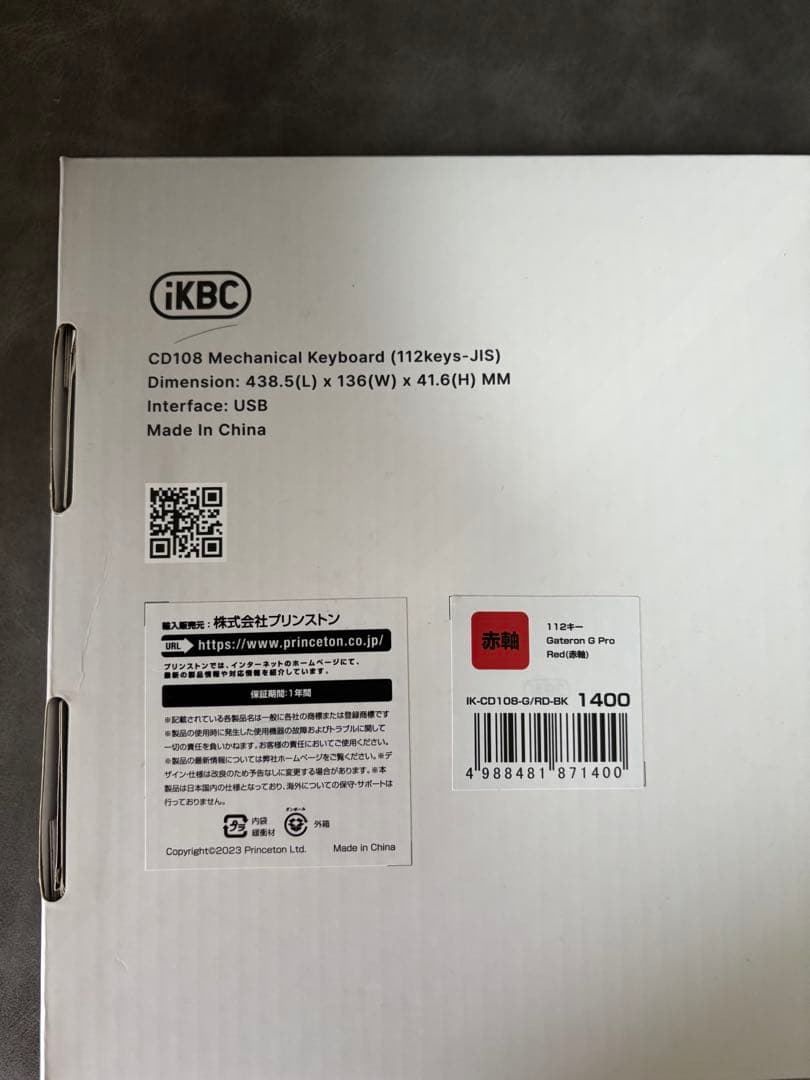 iKBC
CD108 Mechanical Keyboard (112keys-JIS)
Dimension: 438.5(L) x 136(W) x 41.6(H) MM
Interface: USB
Made In China
輸入販売元：株式会社プリンストン
URL https://www.princeton.co.jp/
プリンストンでは、インターネットのホームページにて、
最新の製品情報や対応情報を紹介しています。
保証期間:1年間
※記載されている各製品名は一般に各社の商標または登録商標です
※製品の使用時に発生した使用機器の故障およびトラブルに関して
一切の責任を負いかねます。お客様の責任においてご使用ください。
※製品の最新情報については弊社ホームページをご覧ください。※デ
ザイン・仕様は改良のため予告なしに変更する場合があります。※本
製品は日本国内の仕様となっており、海外についての保守・サポートは
行っておりません。
プラ
内袋
緩衝材
ダンボール
外箱
Copyright©2023 Princeton Ltd.
Made in China
赤軸
112キー
Gateron G Pro
Red(赤軸)
IK-CD108-G/RD-BK 1400
4 988481 871400